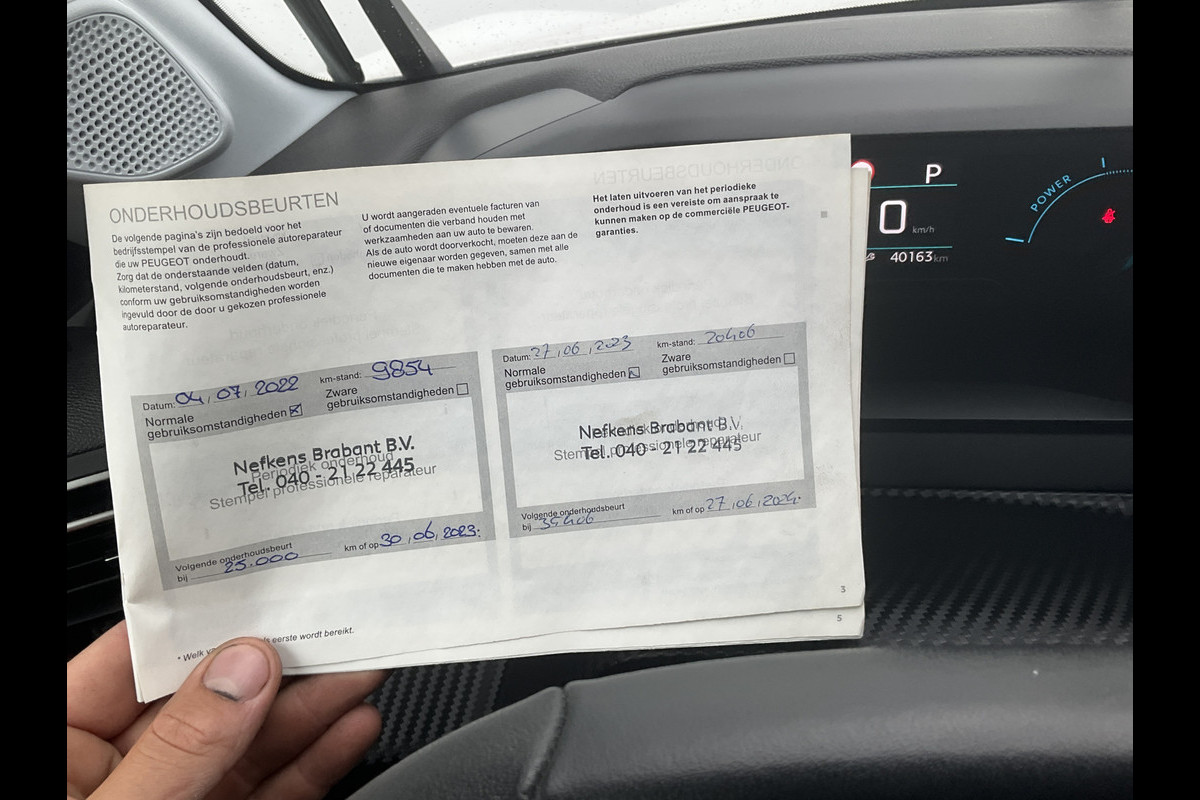 ONDERHOUDSBEURTEN
De volgende pagina's zijn bedoeld voor het
bedrijfsstempel van de professionele autoreparateur
die uw PEUGEOT onderhoudt.
Zorg dat de onderstaande velden (datum,
kilometerstand, volgende onderhoudsbeurt, enz.)
conform uw gebruiksomstandigheden worden
ingevuld door de door u gekozen professionele
autoreparateur.
U wordt aangeraden eventuele facturen van
of documenten die verband houden met
werkzaamheden aan uw auto te bewaren.
Als de auto wordt doorverkocht, moeten deze aan de
nieuwe eigenaar worden gegeven, samen met alle
documenten die te maken hebben met de auto.
Het laten uitvoeren van het periodieke
onderhoud is een vereiste om aanspraak te
kunnen maken op de commerciële PEUGEOT-
garanties.
Datum: 04, 07, 2022 km-stand: 9854
Normale
gebruiksomstandigheden
Zware
gebruiksomstandigheden
Nefkens Brabant B.V.
Periodiek onderhoud
Tel. 040 - 21 22 445
Stempel professionele reparateur
Volgende onderhoudsbeurt
bij 25.000 km of op 30, 06, 2023.
Datum: 27, 06, 2023 km-stand: 20406
Normale
gebruiksomstandigheden
Zware
gebruiksomstandigheden
Nefkens Brabant B.V.
Tel. 040 - 21 22 445
Stempel professionele reparateur
Volgende onderhoudsbeurt
bij 35406 km of op 27, 06, 2024.
* Welk
eerste wordt bereikt.
3
5
P
0 km/h
40163 km
POWER